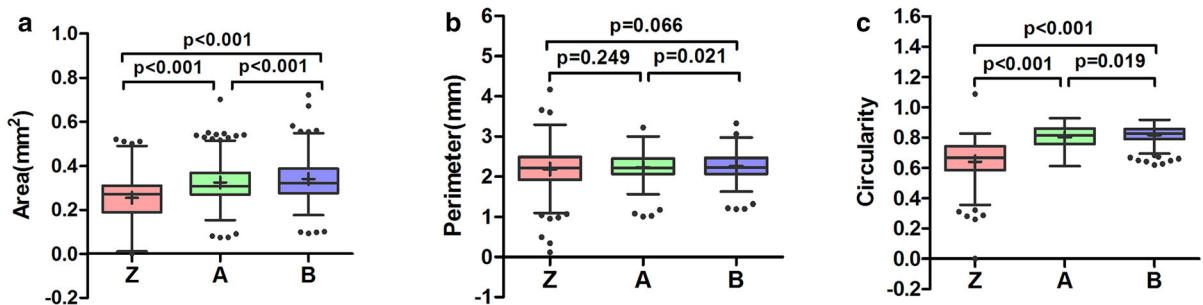 a
Area(mm²)
1.0
0.8
0.6
0.4
0.2
0.0
-0.2
p<0.001
p<0.001
p<0.001
Z
A
B
b
Perimeter(mm)
6
5
4
3
2
1
0
-1
p=0.066
p=0.249
p=0.021
Z
A
B
c
Circularity
1.6
1.4
1.2
1.0
0.8
0.6
0.4
0.2
0.0
-0.2
p<0.001
p<0.001
p=0.019
Z
A
B